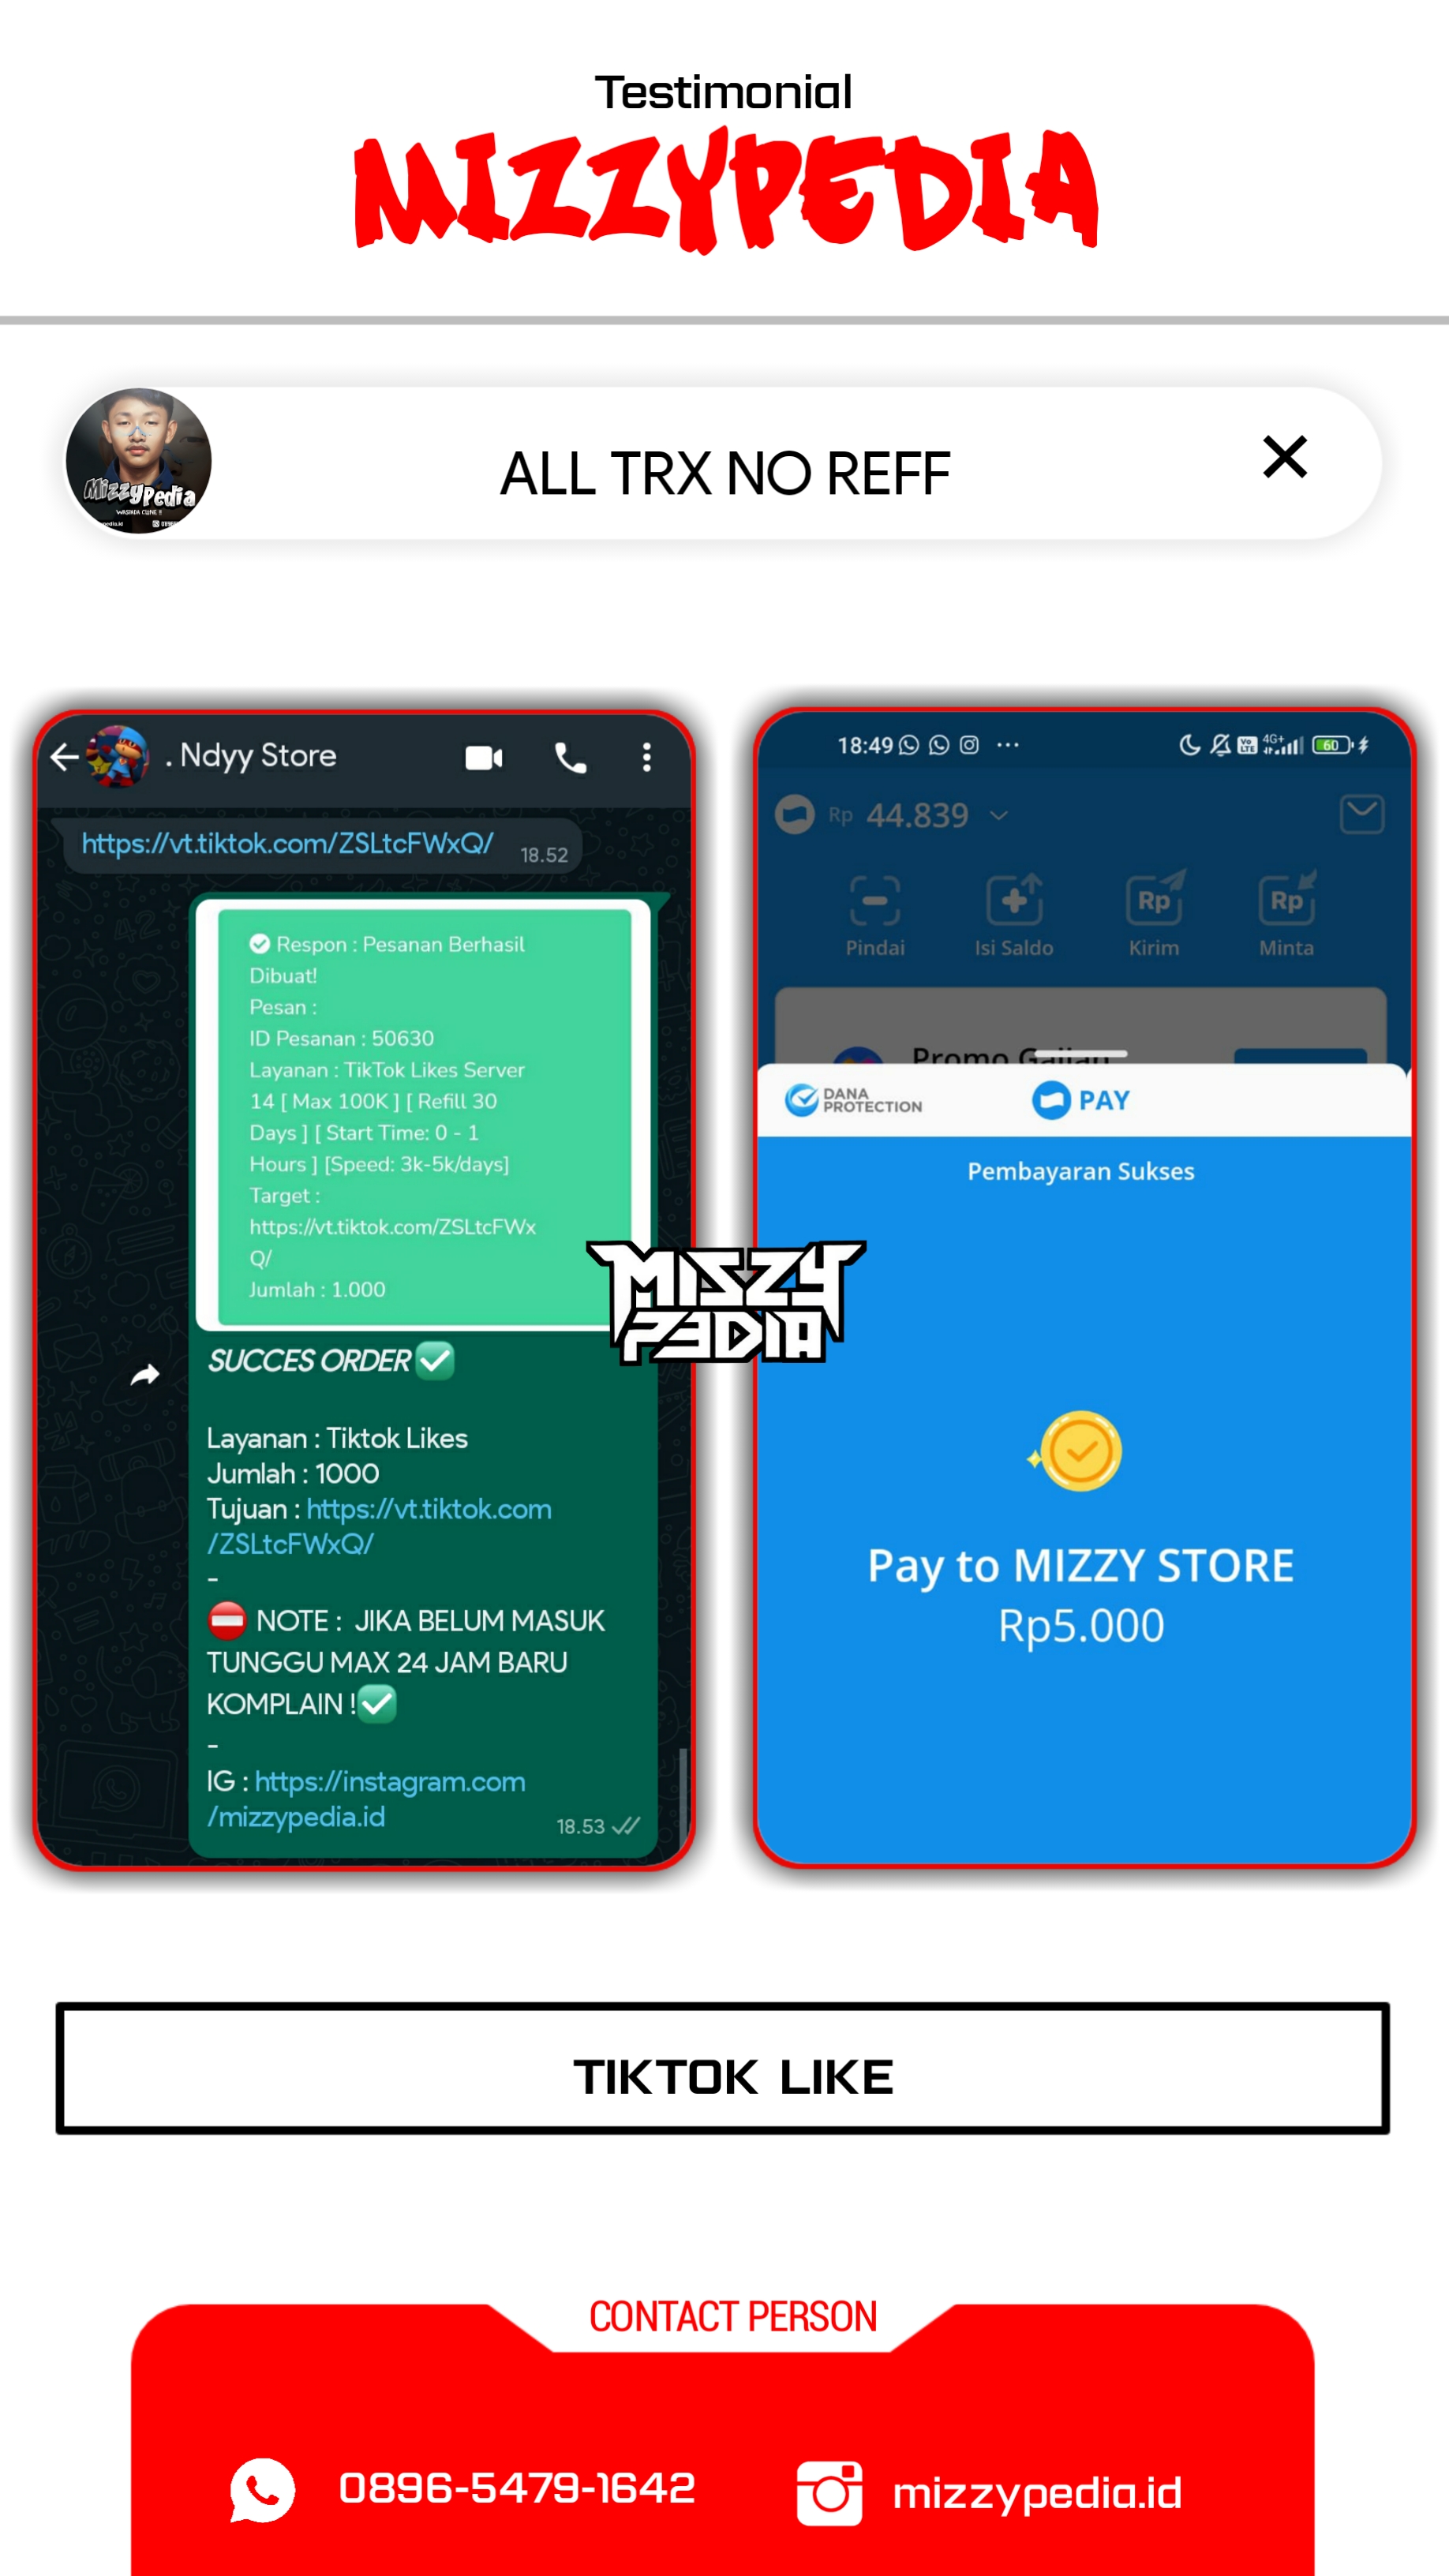 Testimonial
MIZZYPEDIA
MizzyPedia
ALL TRX NO REFF
. Ndyy Store
https://vt.tiktok.com/ZSLtcFWxQ/ 18.52
Respon : Pesanan Berhasil
Dibuat!
Pesan :
ID Pesanan : 50630
Layanan : TikTok Likes Server
14 [ Max 100K ] [ Refill 30
Days ] [ Start Time: 0 - 1
Hours ] [Speed: 3k-5k/days]
Target :
https://vt.tiktok.com/ZSLtcFWx
Q/
Jumlah : 1.000
SUCCES ORDER✅
Layanan : Tiktok Likes
Jumlah : 1000
Tujuan : https://vt.tiktok.com
/ZSLtcFWxQ/
-
⛔ NOTE : JIKA BELUM MASUK
TUNGGU MAX 24 JAM BARU
KOMPLAIN !✅
-
IG : https://instagram.com
/mizzypedia.id
18.53
18:49 ... 4G+ 60
Rp 44.839
Pindai Isi Saldo Kirim Minta
Promo
DANA
PROTECTION
PAY
Pembayaran Sukses
Pay to MIZZY STORE
Rp5.000
MIZZY
P3DIA
TIKTOK LIKE
CONTACT PERSON
0896-5479-1642 mizzypedia.id